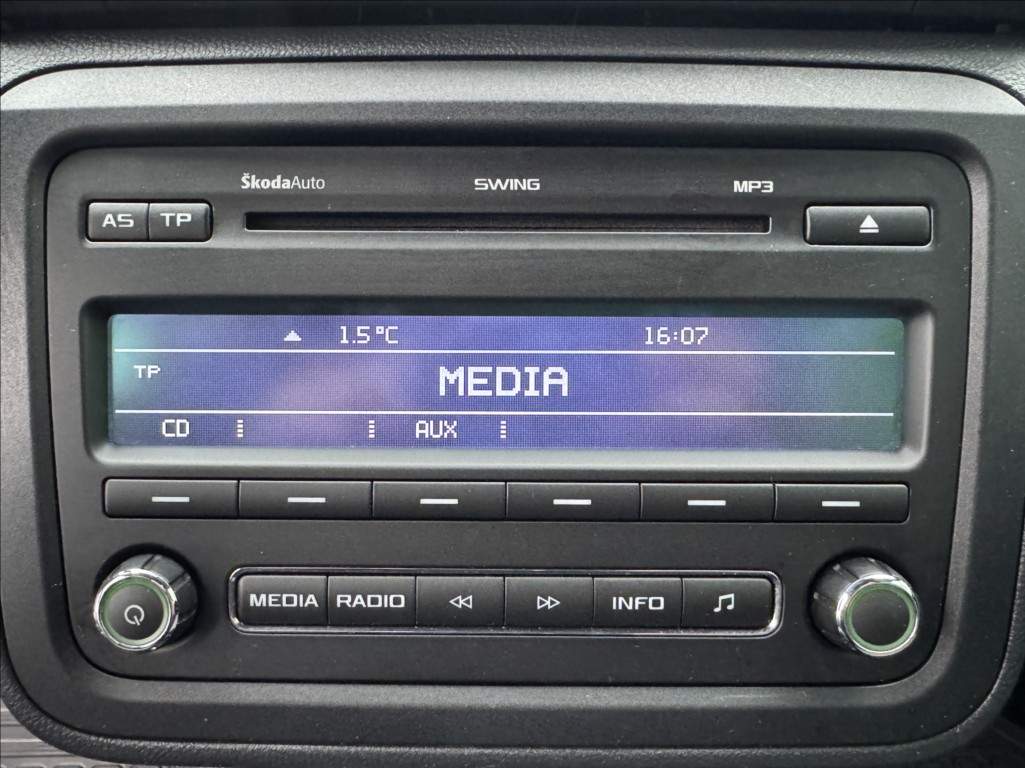 ŠkodaAuto SWING MP3
AS TP
1.5°C 16:07
TP MEDIA
CD AUX
MEDIA RADIO INFO